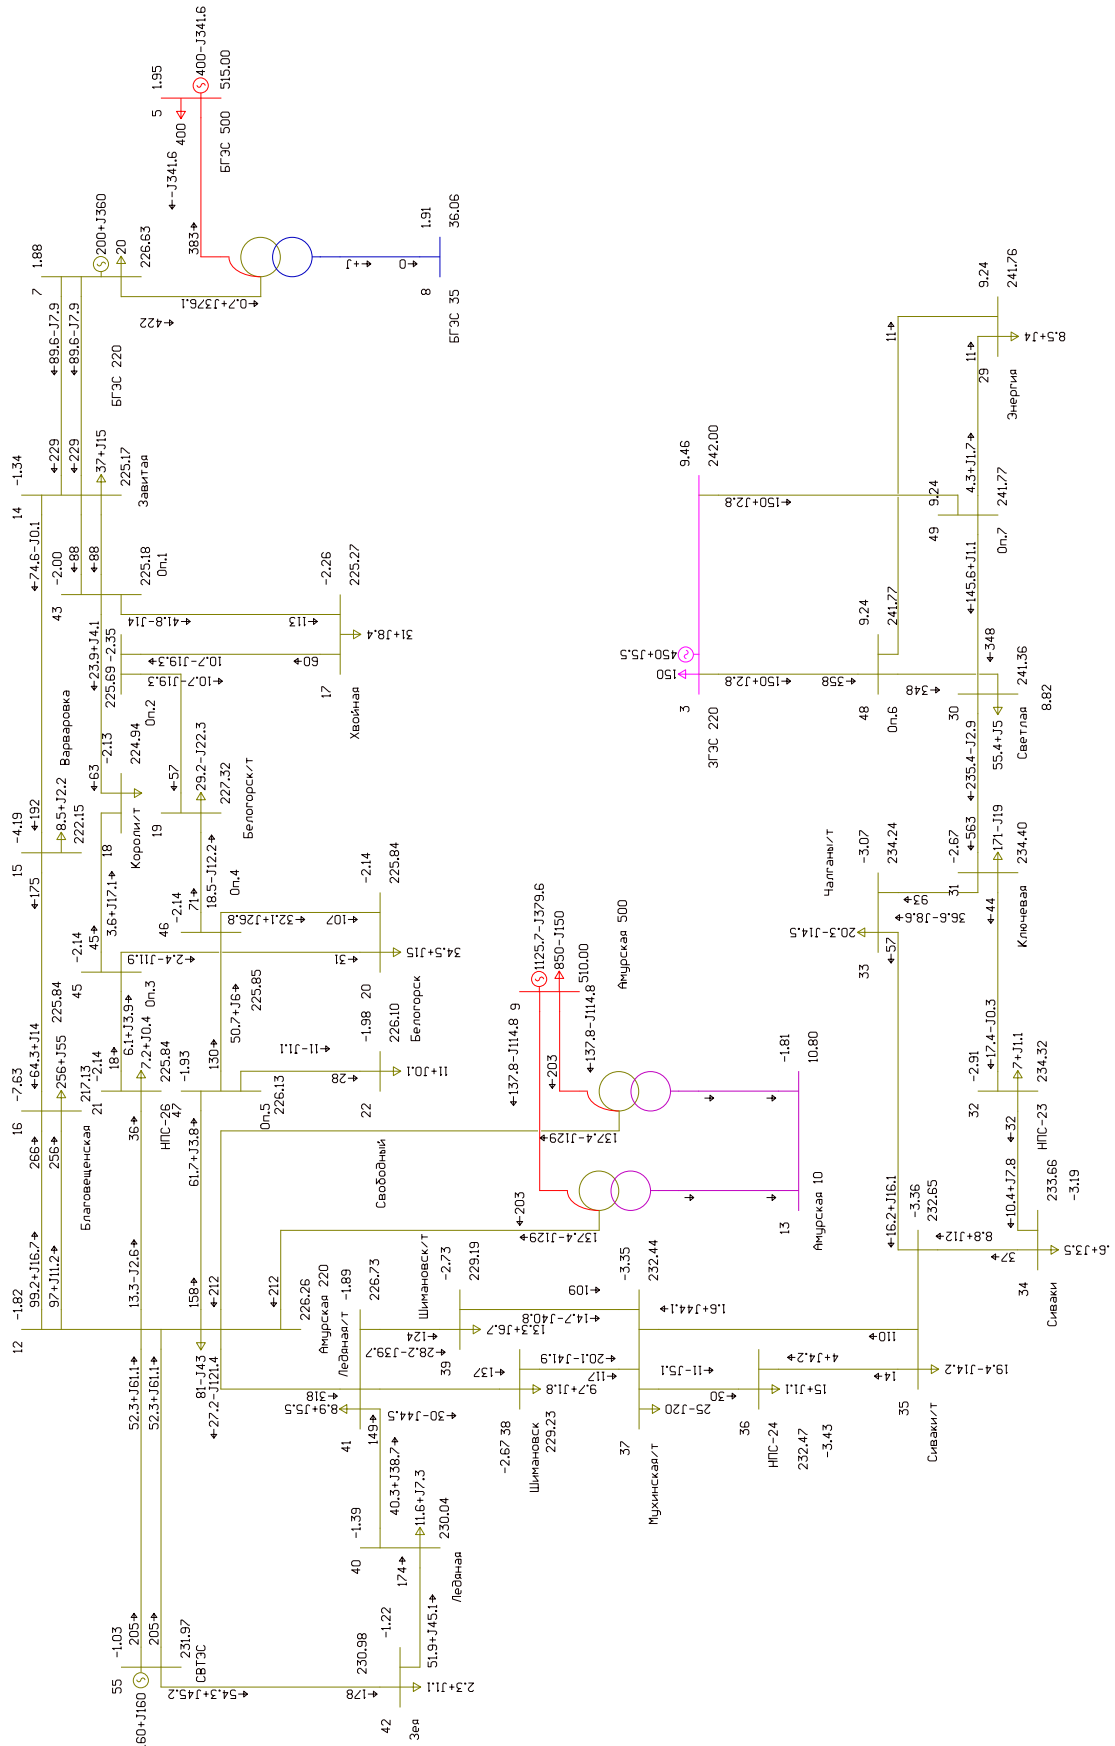 1.95
5
400-J341.6
515.00
400
БГЭС 500
←-J341.6
383→
1.88
7
200+J360
20
226.63
БГЭС 220
←89.6-J7.9
←89.6-J7.9
←0.7+J376.1
←422
←+J
←0
1.91
36.06
8
БГЭС 35
-1.34
14
←229
←229
37+J15
225.17
Завитая
←74.6-J0.1
←88
←88
-2.00
43
225.18
Оп.1
←23.9+J4.1
225.69 -2.35
Оп.2
←41.8-J14
←113
10.7-J19.3→
←10.7-J19.3
←60
-2.26
225.27
17
Хвойная
31+J8.4
-4.19
15
←192
←175
8.5+J2.2
222.15
Варваровка
-2.13
224.94
←63
18
Короли/т
19
←57
29.2-J22.3
227.32
Белогорск/т
-2.14
45
45→
3.6+J17.1→
Оп.3
-2.14
46
71→
18.5-J12.2→
Оп.4
←2.4-J11.9
←31
←32.1+J26.8
←107
-2.14
225.84
34.5+J15
20
Белогорск
-7.63
16
←64.3+J14
225.84
256+J55
217.13
Благовещенская
266→
256→
99.2+J16.7→
97+J11.2→
-2.14
21
18→
6.1+J3.9→
7.2+J0.4
225.84
НПС-26
36→
13.3-J2.6→
-1.93
47
130→
50.7+J6→
225.85
226.13
Оп.5
61.7+J3.8→
158→
←11-J1.1
←28
-1.98
226.10
22
Свободный
11+J0.1
9
1125.7-J379.6
850-J150
510.00
Амурская 500
←137.8-J114.8
←137.8-J114.8
←203
←203
137.4-J129→
137.4-J129→
-1.81
10.80
13
Амурская 10
-1.82
12
226.26
Амурская 220
←212
←212
81-J43
←27.2-J121.4
52.3+J61.1→
52.3+J61.1→
-1.03
55
205→
205→
231.97
СВТЭС
60+J160
←54.3+J45.2
←178
-1.22
230.98
42
Зея
2.3+J1.1
51.9+J45.1→
174→
-1.39
40
11.6+J7.3
230.04
Ледяная
40.3+J38.7→
149→
-1.89
226.73
Ледяная/т
41
8.9+J5.5
←318
←124
←28.2-J39.7
←30-J44.5
←137
-2.73
229.19
Шимановск/т
39
13.3+J6.7
-2.67 38
229.23
Шимановск
9.7+J1.8
←14.7-J40.8
←109
←20.1-J41.9
←117
-3.35
232.44
37
Мухинская/т
25-J20
←11-J5.1
←30
←1.6+J44.1
36
НПС-24
232.47
-3.43
15+J1.1
←4+J4.2
←14
110→
-3.36
232.65
35
Сиваки/т
19.4-J14.2
←16.2+J16.1
←8.8+J12
37→
←10.4+J7.8
233.66
-3.19
34
Сиваки
6+J3.5
-2.91
32
←32
7+J1.1
234.32
НПС-23
←17.4-J0.3
←44
-3.07
234.24
Чалганы/т
33
20.3-J14.5
←57
←93
←36.6-J8.6
-2.67
31
171-J19
234.40
Ключевая
←563
←235.4-J2.9
241.36
8.82
30
Светлая
55.4+J5
←348
←348
←145.6+J1.1
9.46
242.00
3
ЗГЭС 220
450+J5.5
150
←150+J2.8
←150+J2.8
←358
9.24
241.77
48
Оп.6
9.24
241.77
49
Оп.7
4.3+J1.7→
11→
11→
9.24
241.76
29
Энергия
8.5+J4